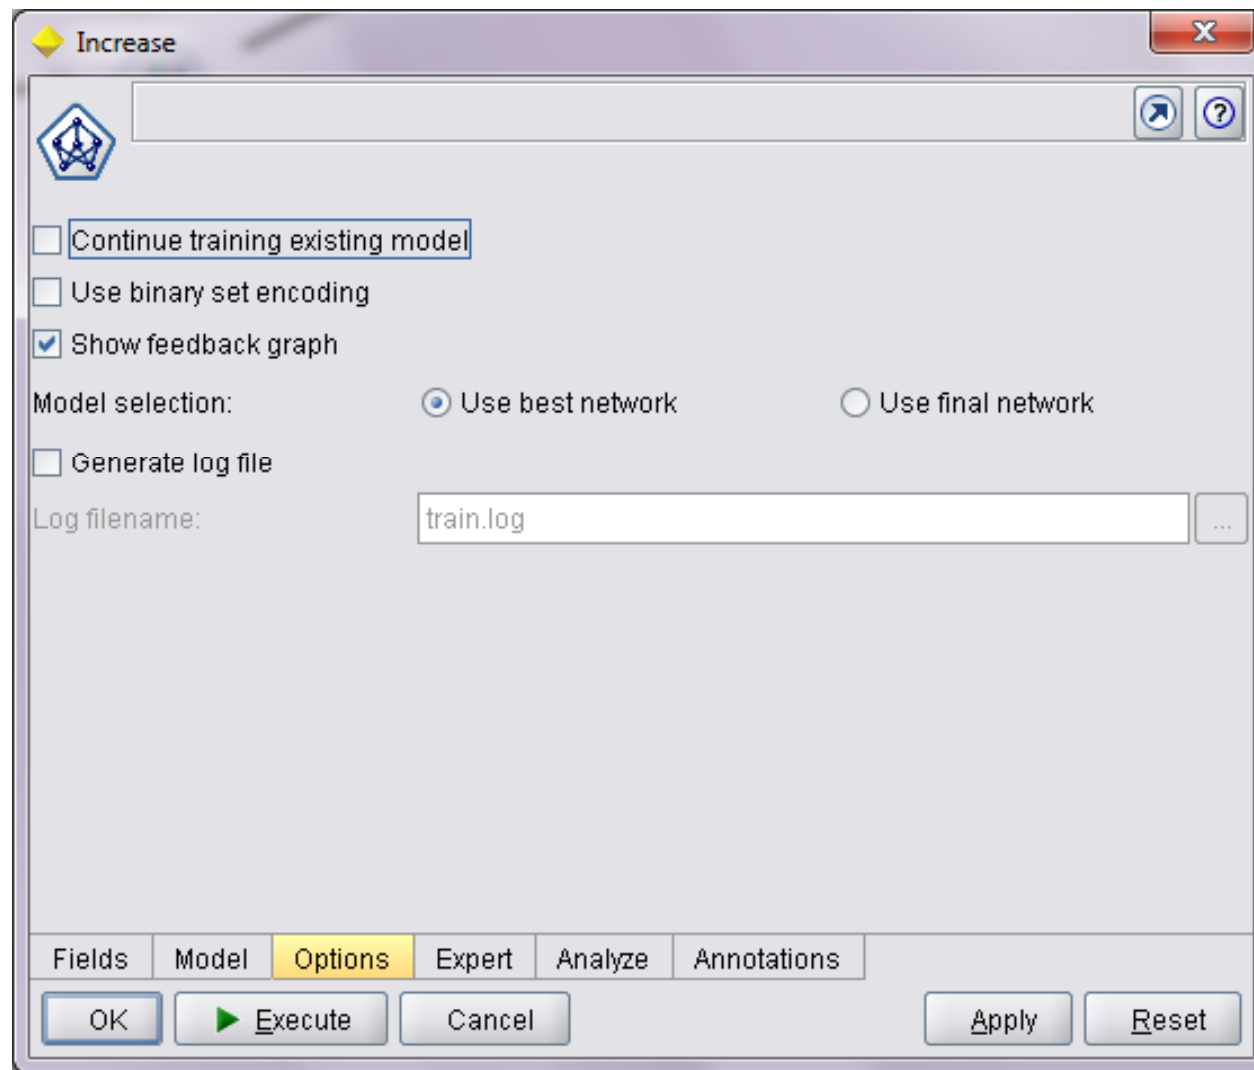 Increase
Continue training existing model
Use binary set encoding
Show feedback graph
Model selection: Use best network Use final network
Generate log file
Log filename: train.log ...
Fields Model Options Expert Analyze Annotations
OK Execute Cancel Apply Reset